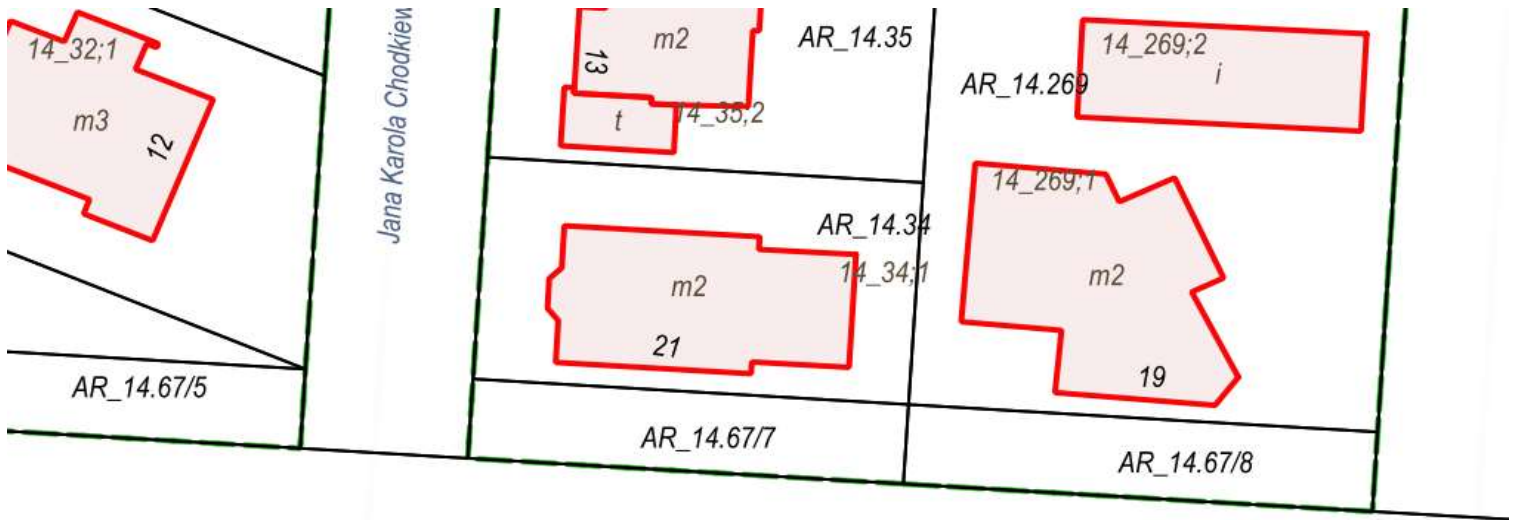 14_32;1
m3
12
AR_14.67/5
Jana Karola Chodkiew
m2
13
AR_14.35
t
14_35;2
AR_14.34
14_34;1
m2
21
AR_14.67/7
14_269;2
i
AR_14.269
14_269;1
m2
19
AR_14.67/8